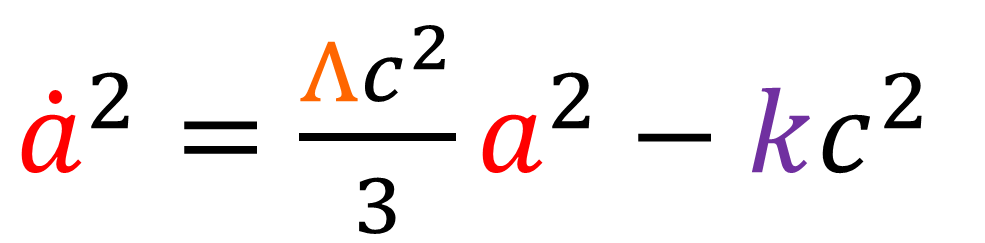 ȧ² = Λc²/3 a² − kc²